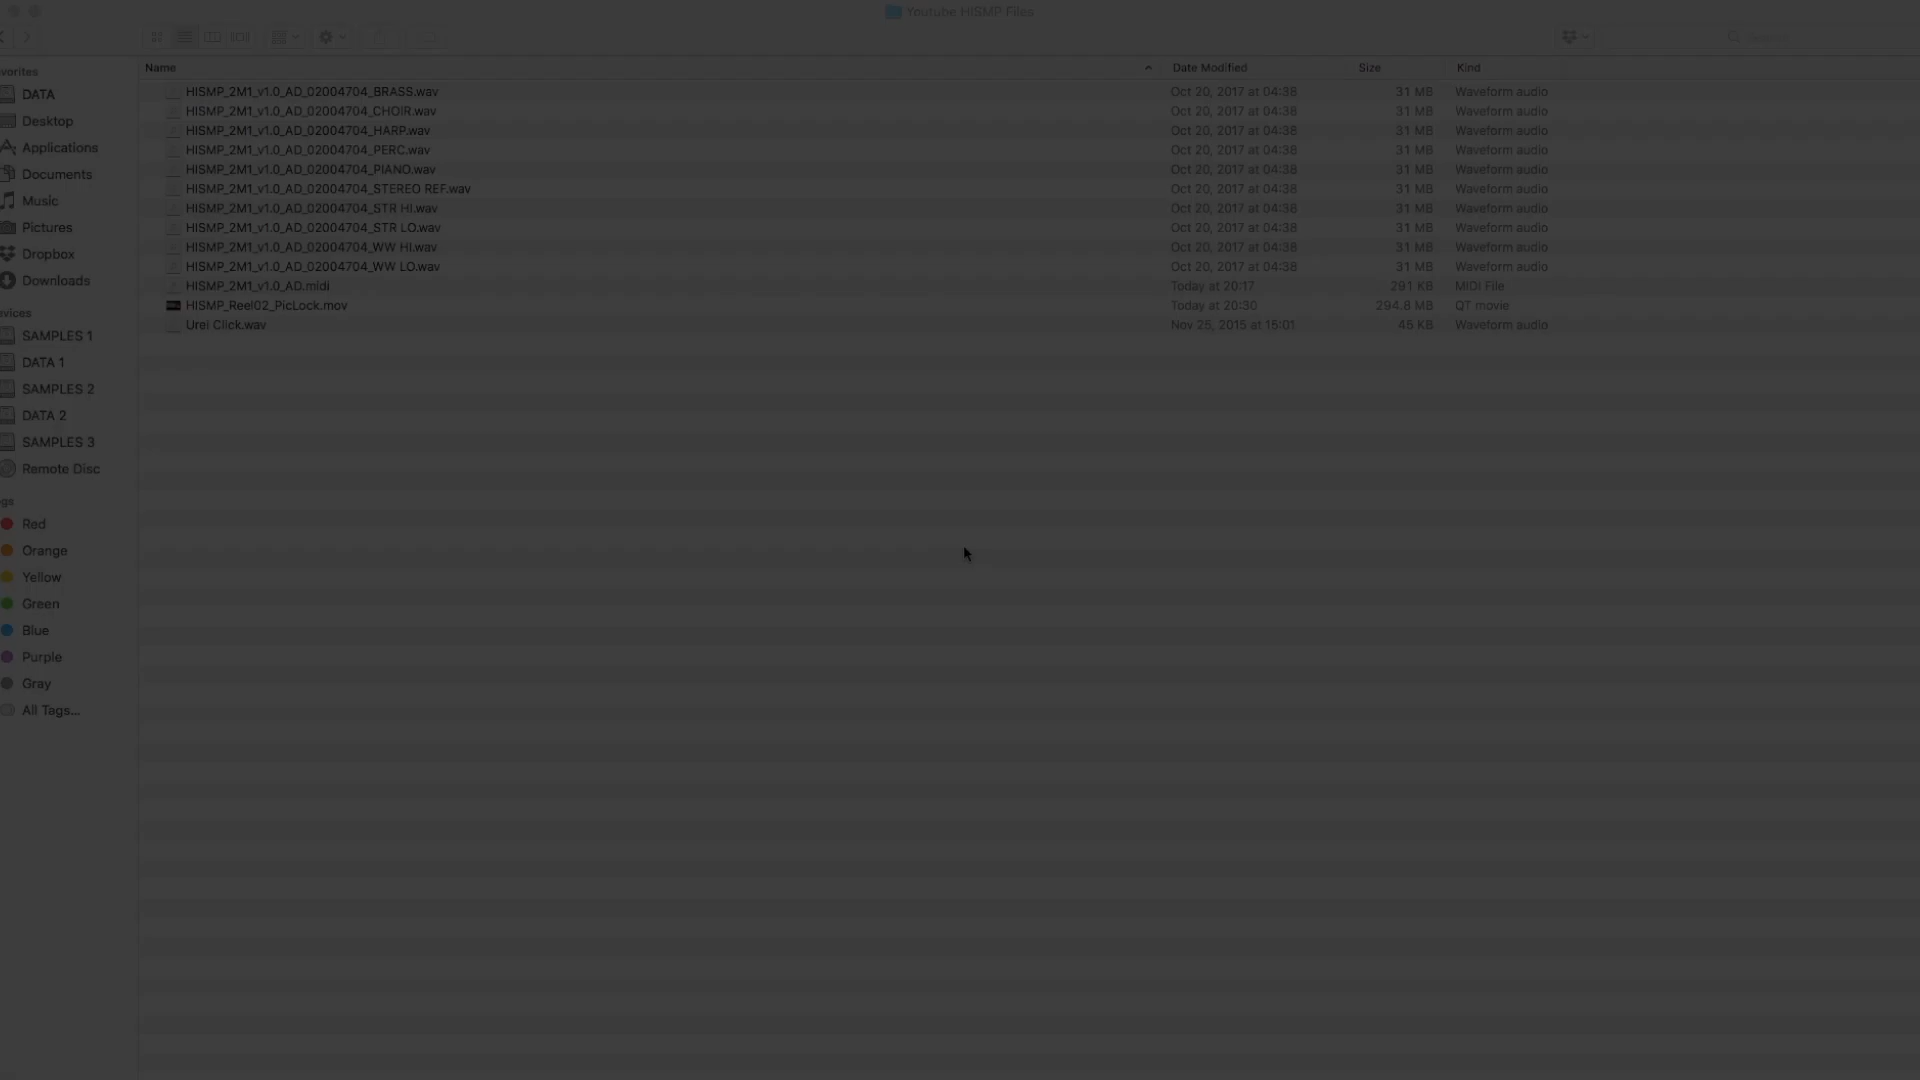 Youtube HISMP Files
Search
Name Date Modified Size Kind
vorites
DATA
Desktop
Applications
Documents
Music
Pictures
Dropbox
Downloads
vices
SAMPLES 1
DATA 1
SAMPLES 2
DATA 2
SAMPLES 3
Remote Disc
gs
Red
Orange
Yellow
Green
Blue
Purple
Gray
All Tags...
HISMP_2M1_v1.0_AD_02004704_BRASS.wav Oct 20, 2017 at 04:38 31 MB Waveform audio
HISMP_2M1_v1.0_AD_02004704_CHOIR.wav Oct 20, 2017 at 04:38 31 MB Waveform audio
HISMP_2M1_v1.0_AD_02004704_HARP.wav Oct 20, 2017 at 04:38 31 MB Waveform audio
HISMP_2M1_v1.0_AD_02004704_PERC.wav Oct 20, 2017 at 04:38 31 MB Waveform audio
HISMP_2M1_v1.0_AD_02004704_PIANO.wav Oct 20, 2017 at 04:38 31 MB Waveform audio
HISMP_2M1_v1.0_AD_02004704_STEREO REF.wav Oct 20, 2017 at 04:38 31 MB Waveform audio
HISMP_2M1_v1.0_AD_02004704_STR HI.wav Oct 20, 2017 at 04:38 31 MB Waveform audio
HISMP_2M1_v1.0_AD_02004704_STR LO.wav Oct 20, 2017 at 04:38 31 MB Waveform audio
HISMP_2M1_v1.0_AD_02004704_WW HI.wav Oct 20, 2017 at 04:38 31 MB Waveform audio
HISMP_2M1_v1.0_AD_02004704_WW LO.wav Oct 20, 2017 at 04:38 31 MB Waveform audio
HISMP_2M1_v1.0_AD.midi Today at 20:17 291 KB MIDI File
HISMP_Reel02_PicLock.mov Today at 20:30 294.8 MB QT movie
Urei Click.wav Nov 25, 2015 at 15:01 45 KB Waveform audio